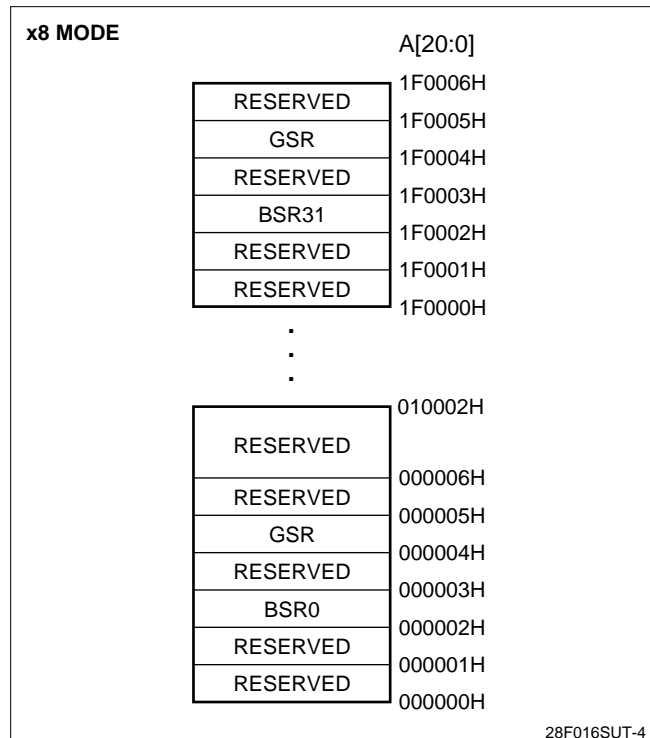 x8 MODE
A[20:0]
1F0006H
RESERVED
1F0005H
GSR
1F0004H
RESERVED
1F0003H
BSR31
1F0002H
RESERVED
1F0001H
RESERVED
1F0000H
.
.
.
010002H
RESERVED
000006H
RESERVED
000005H
GSR
000004H
RESERVED
000003H
BSR0
000002H
RESERVED
000001H
RESERVED
000000H
28F016SUT-4